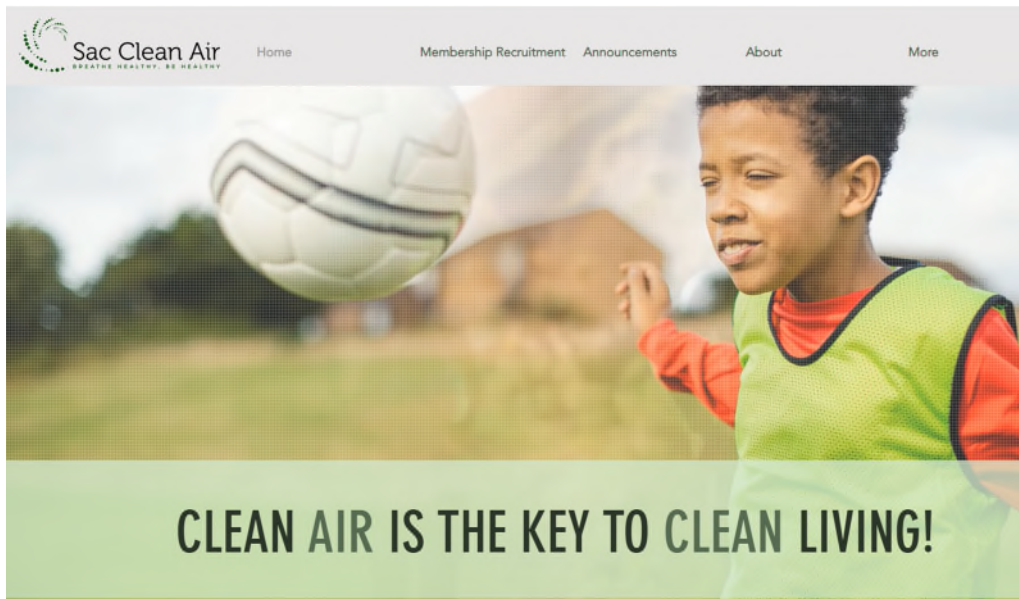 Sac Clean Air
BREATHE HEALTHY. BE HEALTHY
Home Membership Recruitment Announcements About More
CLEAN AIR IS THE KEY TO CLEAN LIVING!